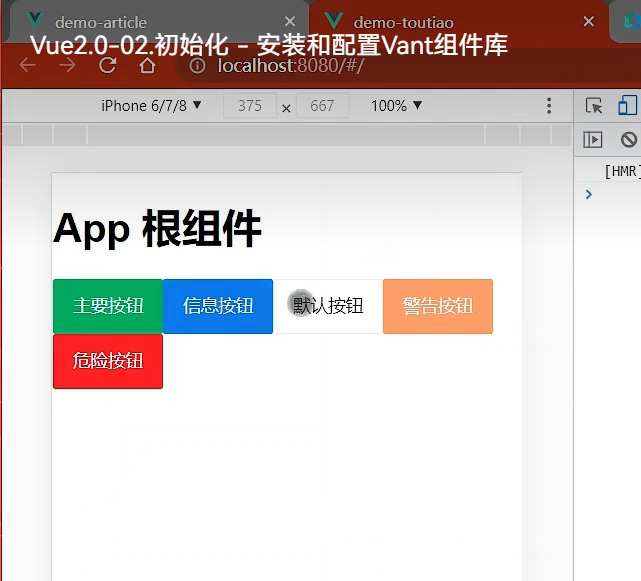 demo-article
demo-toutiao
Vue2.0-02.初始化 - 安装和配置Vant组件库
localhost:8080/#/
iPhone 6/7/8 ▼ 375 × 667 100% ▼
[HMR]
App 根组件
主要按钮 信息按钮 默认按钮 警告按钮
危险按钮